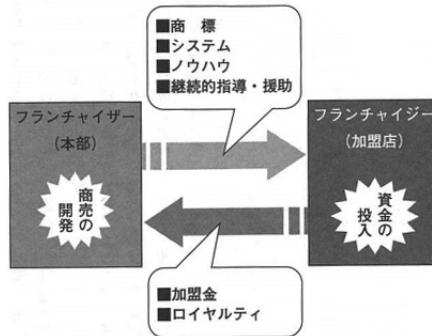 ■商 標
■システム
■ノウハウ
■継続的指導・援助
フランチャイザー
(本部)
商売の
開発
フランチャイジー
(加盟店)
資金の
投入
■加盟金
■ロイヤルティ